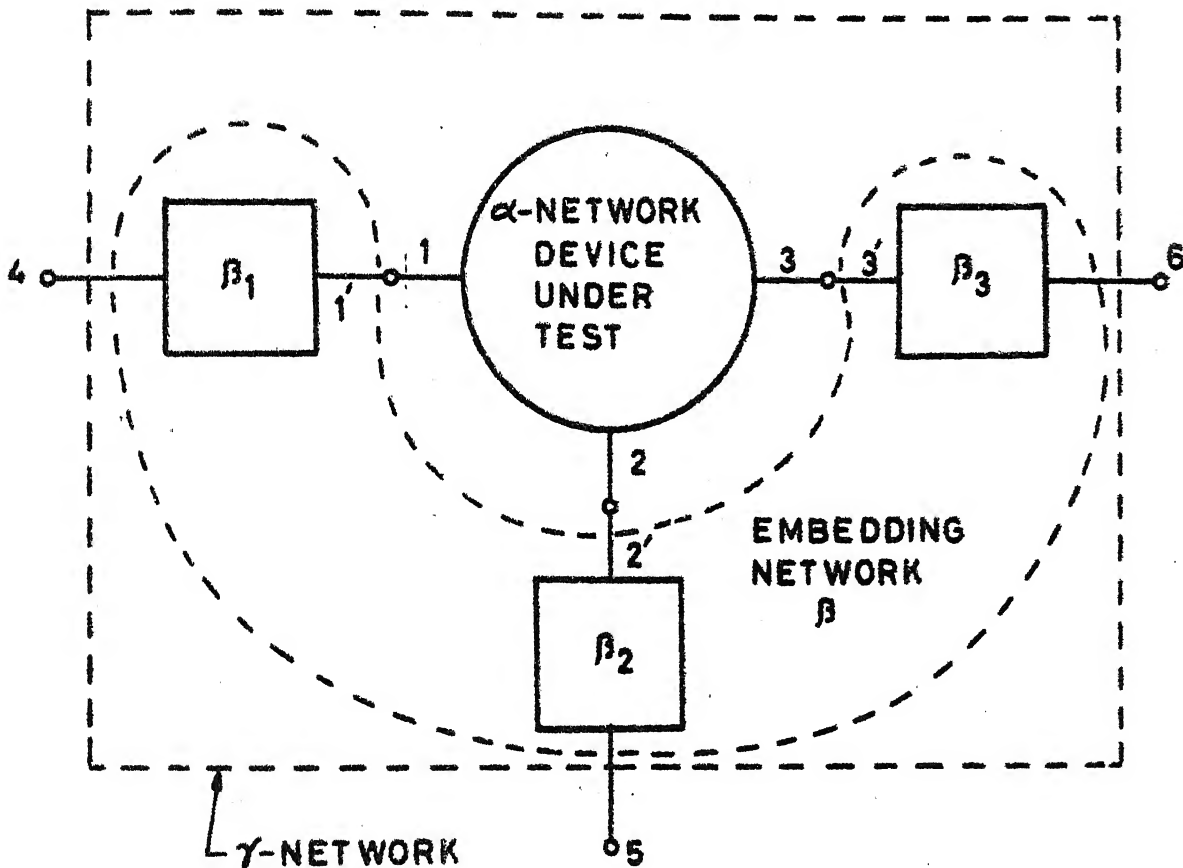 α-NETWORK
DEVICE
UNDER
TEST
4
β₁
1'
1
3
3'
β₃
6
2
2'
EMBEDDING
NETWORK
β
β₂
5
γ-NETWORK